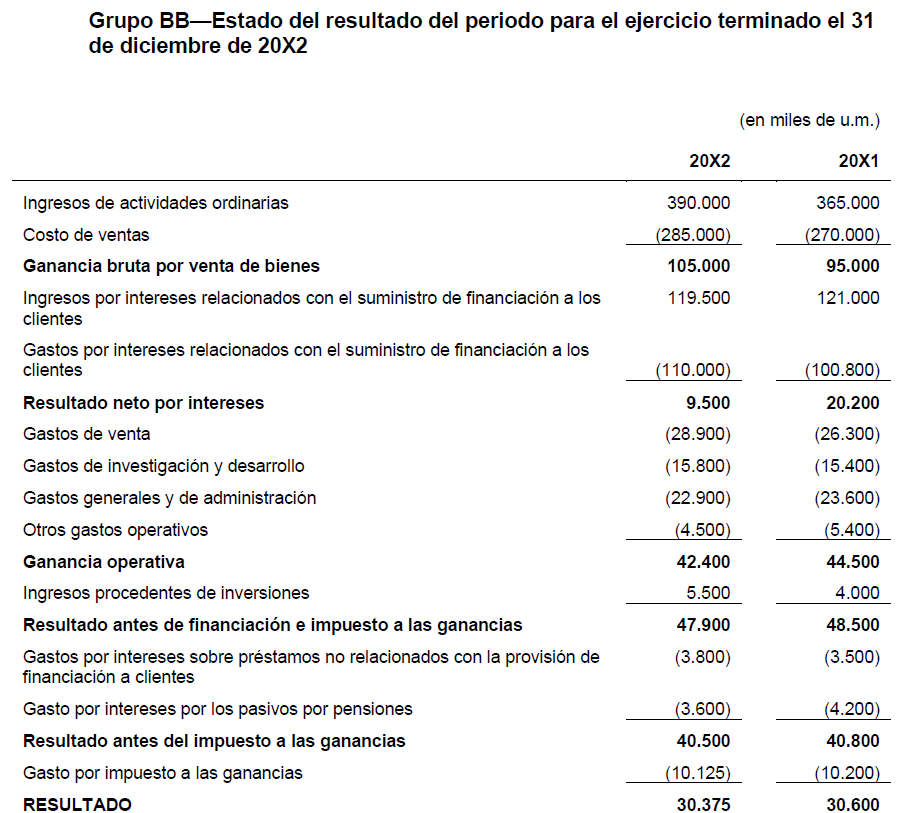 Grupo BB—Estado del resultado del periodo para el ejercicio terminado el 31
de diciembre de 20X2
(en miles de u.m.)
20X2 20X1
Ingresos de actividades ordinarias 390.000 365.000
Costo de ventas (285.000) (270.000)
Ganancia bruta por venta de bienes 105.000 95.000
Ingresos por intereses relacionados con el suministro de financiación a los 119.500 121.000
clientes
Gastos por intereses relacionados con el suministro de financiación a los
clientes (110.000) (100.800)
Resultado neto por intereses 9.500 20.200
Gastos de venta (28.900) (26.300)
Gastos de investigación y desarrollo (15.800) (15.400)
Gastos generales y de administración (22.900) (23.600)
Otros gastos operativos (4.500) (5.400)
Ganancia operativa 42.400 44.500
Ingresos procedentes de inversiones 5.500 4.000
Resultado antes de financiación e impuesto a las ganancias 47.900 48.500
Gastos por intereses sobre préstamos no relacionados con la provisión de (3.800) (3.500)
financiación a clientes
Gasto por intereses por los pasivos por pensiones (3.600) (4.200)
Resultado antes del impuesto a las ganancias 40.500 40.800
Gasto por impuesto a las ganancias (10.125) (10.200)
RESULTADO 30.375 30.600